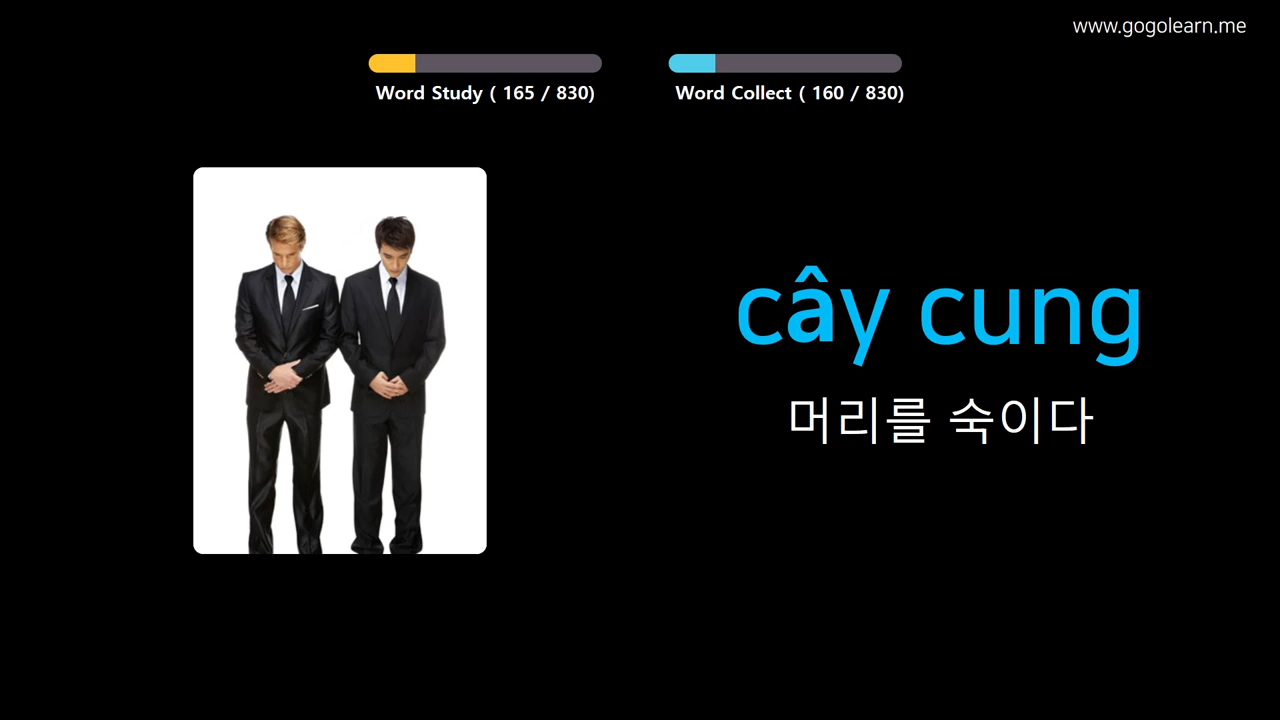 www.gogolearn.me
Word Study ( 165 / 830)
Word Collect ( 160 / 830)
cây cung
머리를 숙이다